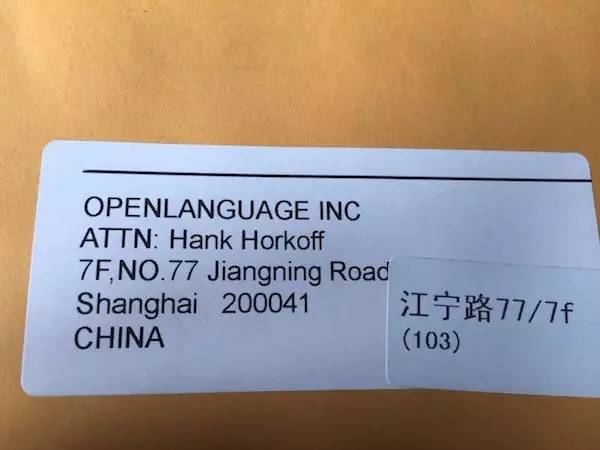 OPENLANGUAGE INC
ATTN: Hank Horkoff
7F,NO.77 Jiangning Road
Shanghai 200041
CHINA
江宁路77/7f
(103)